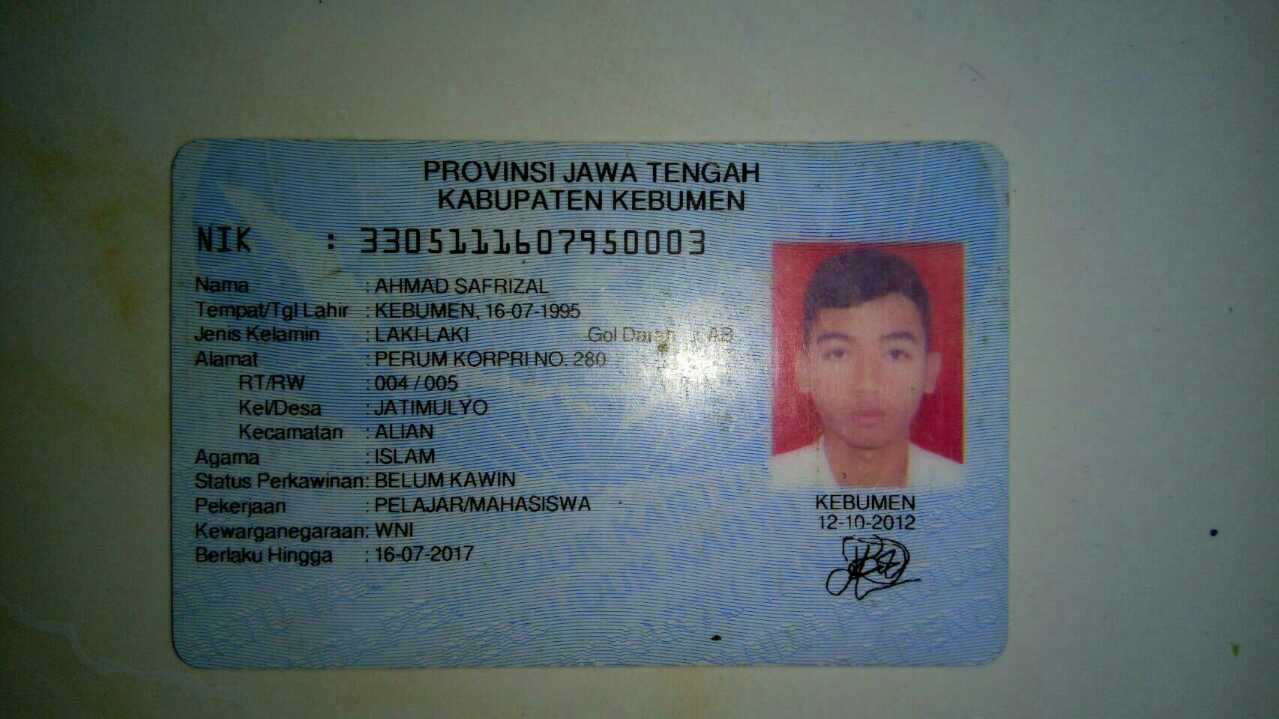 PROVINSI JAWA TENGAH
KABUPATEN KEBUMEN
NIK : 3305111607950003
Nama : AHMAD SAFRIZAL
Tempat/Tgl Lahir : KEBUMEN, 16-07-1995
Jenis Kelamin : LAKI-LAKI Gol Darah : AB
Alamat : PERUM KORPRI NO. 280
RT/RW : 004 / 005
Kel/Desa : JATIMULYO
Kecamatan : ALIAN
Agama : ISLAM
Status Perkawinan: BELUM KAWIN
Pekerjaan : PELAJAR/MAHASISWA
Kewarganegaraan: WNI
Berlaku Hingga : 16-07-2017
KEBUMEN
12-10-2012